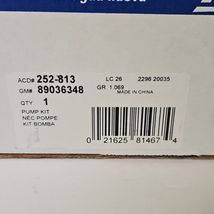 ACD# 252-813
LC 26
2296 20035
GM# 89036348
GR. 1.069
MADE IN CHINA
QTY 1
PUMP KIT
NÉC POMPE
KIT BOMBA
0 21625 81467 4